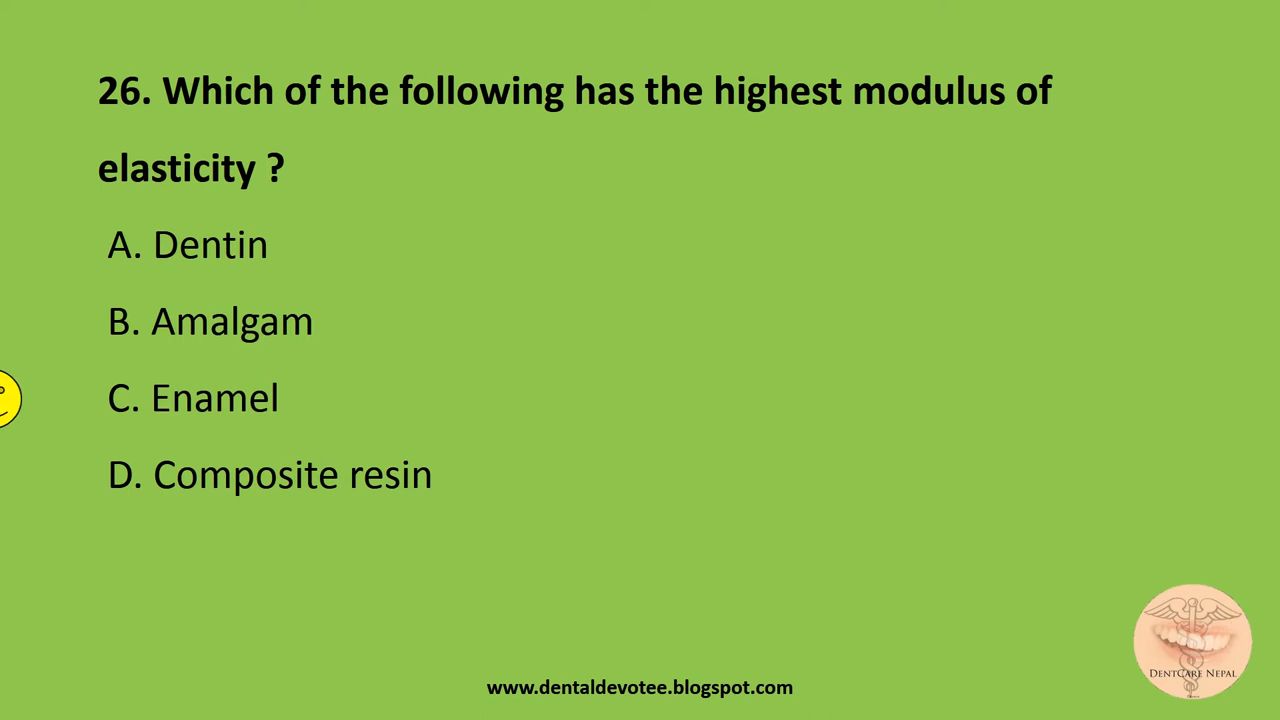 26. Which of the following has the highest modulus of
elasticity ?
A. Dentin
B. Amalgam
C. Enamel
D. Composite resin
DENTCARE NEPAL
www.dentaldevotee.blogspot.com